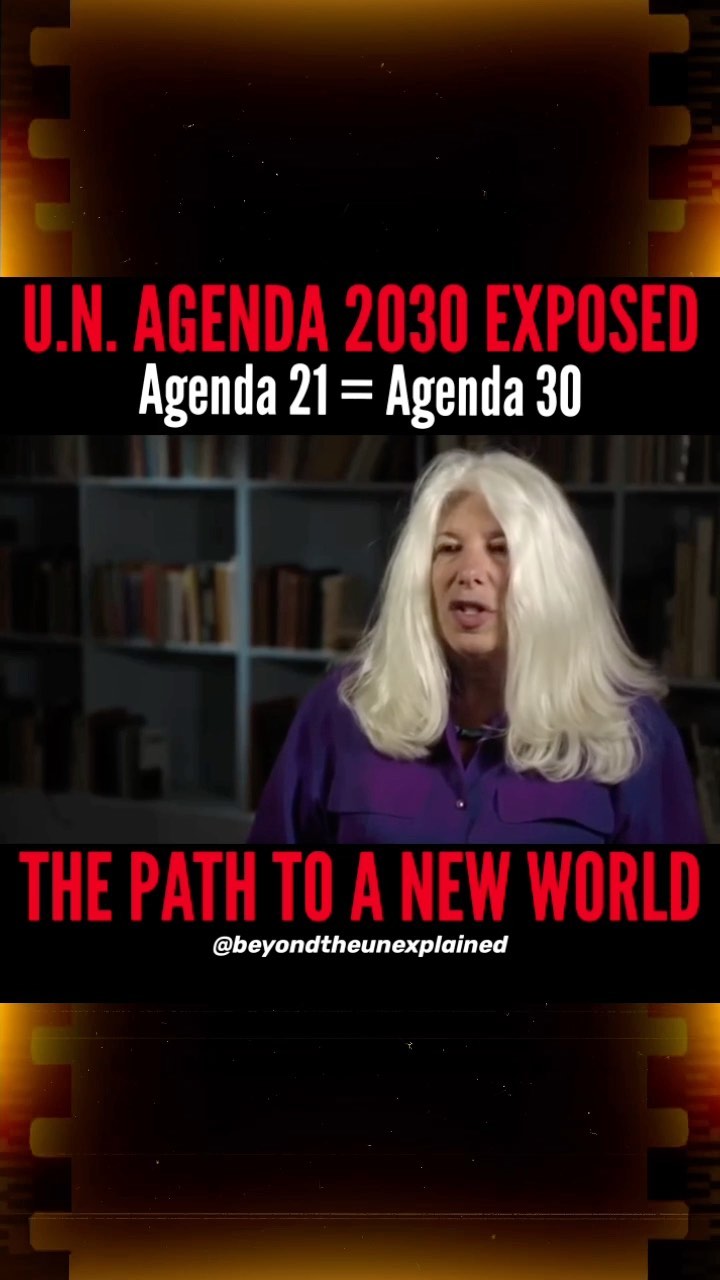 U.N. AGENDA 2030 EXPOSED
Agenda 21 = Agenda 30
THE PATH TO A NEW WORLD
@beyondtheunexplained